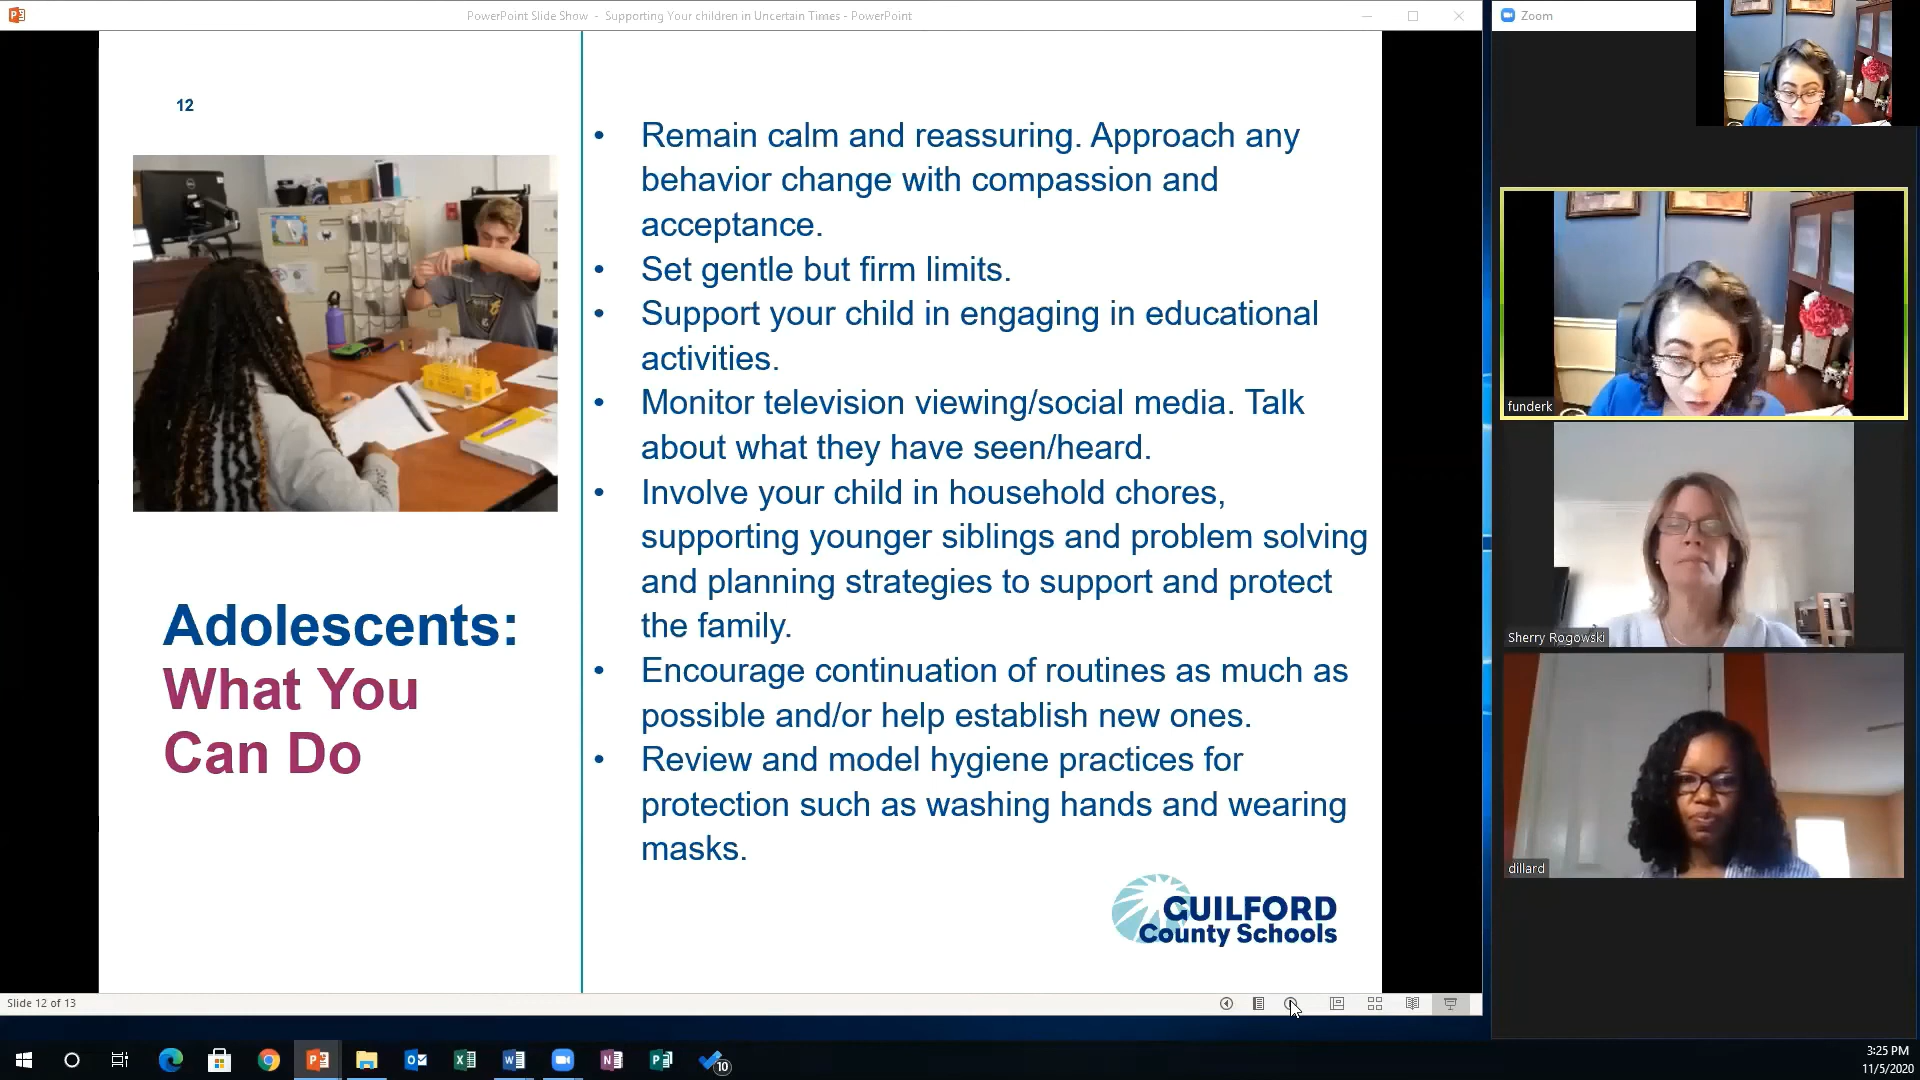 PowerPoint Slide Show - Supporting Your children in Uncertain Times - PowerPoint
Zoom
12
• Remain calm and reassuring. Approach any
behavior change with compassion and
acceptance.
• Set gentle but firm limits.
• Support your child in engaging in educational
activities.
• Monitor television viewing/social media. Talk
about what they have seen/heard.
• Involve your child in household chores,
supporting younger siblings and problem solving
and planning strategies to support and protect
the family.
• Encourage continuation of routines as much as
possible and/or help establish new ones.
• Review and model hygiene practices for
protection such as washing hands and wearing
masks.
Adolescents:
What You
Can Do
GUILFORD
County Schools
funderk
Sherry Rogowski
dillard
Slide 12 of 13
10
3:25 PM
11/5/2020